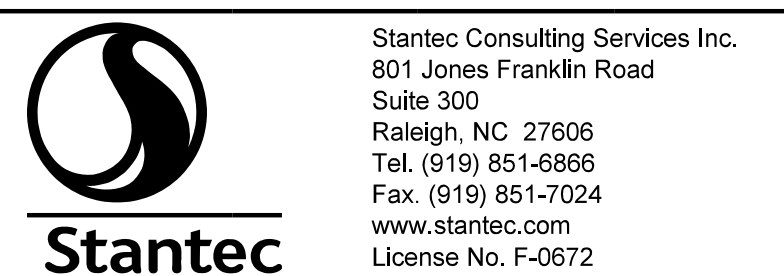 Stantec Consulting Services Inc.
801 Jones Franklin Road
Suite 300
Raleigh, NC 27606
Tel. (919) 851-6866
Fax. (919) 851-7024
www.stantec.com
License No. F-0672
Stantec